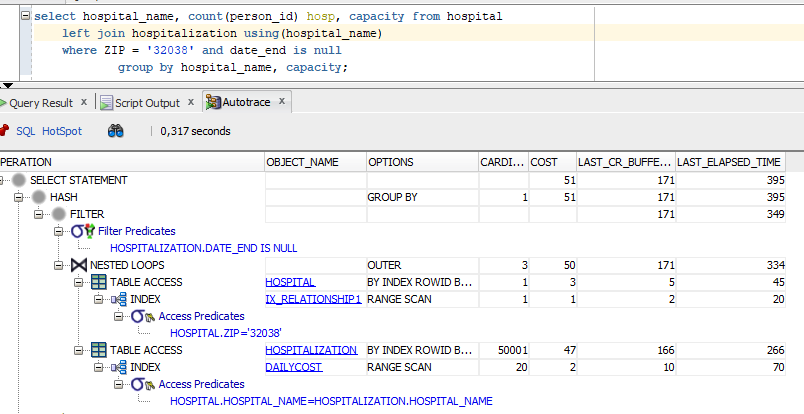 select hospital_name, count(person_id) hosp, capacity from hospital
left join hospitalization using(hospital_name)
where ZIP = '32038' and date_end is null
group by hospital_name, capacity;
Query Result x Script Output x Autotrace x
SQL HotSpot 0,317 seconds
PERATION OBJECT_NAME OPTIONS CARDI... COST LAST_CR_BUFFE... LAST_ELAPSED_TIME
SELECT STATEMENT 51 171 395
HASH GROUP BY 1 51 171 395
FILTER 171 349
Filter Predicates
HOSPITALIZATION.DATE_END IS NULL
NESTED LOOPS OUTER 3 50 171 334
TABLE ACCESS HOSPITAL BY INDEX ROWID B... 1 3 5 45
INDEX IX_RELATIONSHIP1 RANGE SCAN 1 1 2 20
Access Predicates
HOSPITAL.ZIP='32038'
TABLE ACCESS HOSPITALIZATION BY INDEX ROWID B... 50001 47 166 266
INDEX DAILYCOST RANGE SCAN 20 2 10 70
Access Predicates
HOSPITAL.HOSPITAL_NAME=HOSPITALIZATION.HOSPITAL_NAME